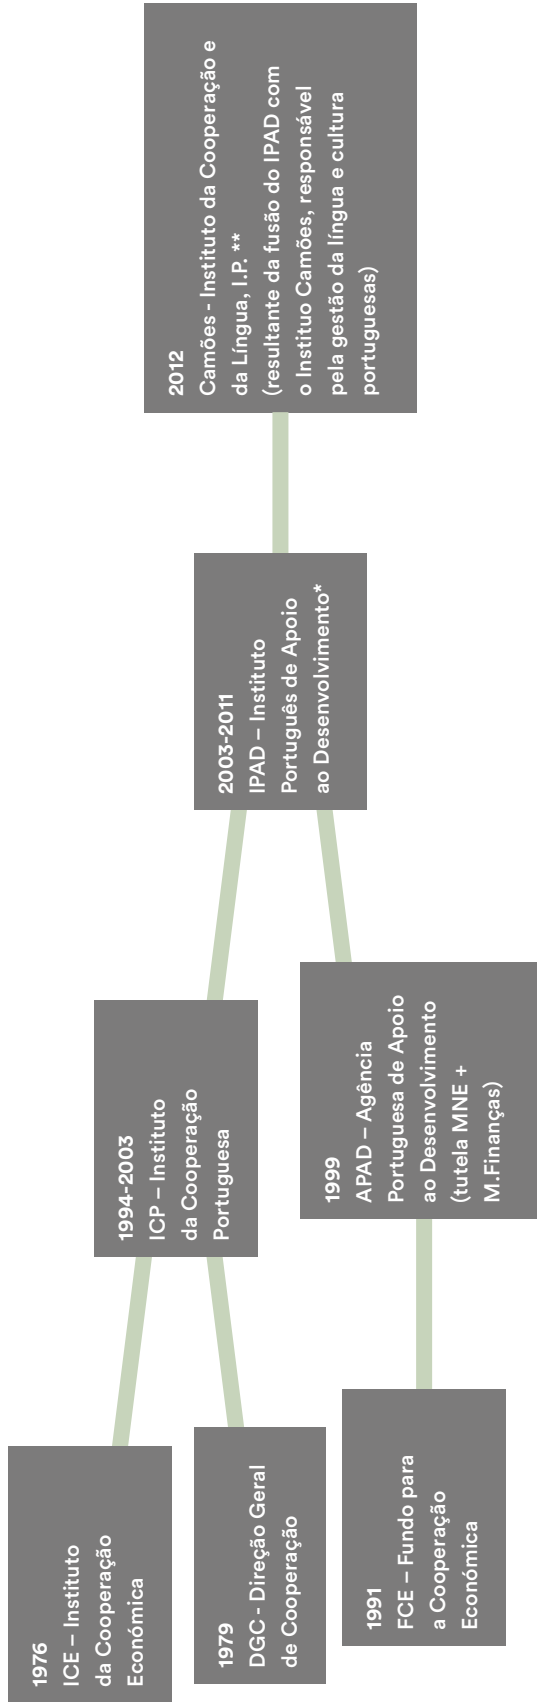 1976
ICE – Instituto
da Cooperação
Económica
1979
DGC - Direção Geral
de Cooperação
1991
FCE – Fundo para
a Cooperação
Económica
1994-2003
ICP – Instituto
da Cooperação
Portuguesa
1999
APAD – Agência
Portuguesa de Apoio
ao Desenvolvimento
(tutela MNE +
M.Finanças)
2003-2011
IPAD – Instituto
Português de Apoio
ao Desenvolvimento*
2012
Camões - Instituto da Cooperação e
da Língua, I.P. **
(resultante da fusão do IPAD com
o Instituo Camões, responsável
pela gestão da língua e cultura
portuguesas)